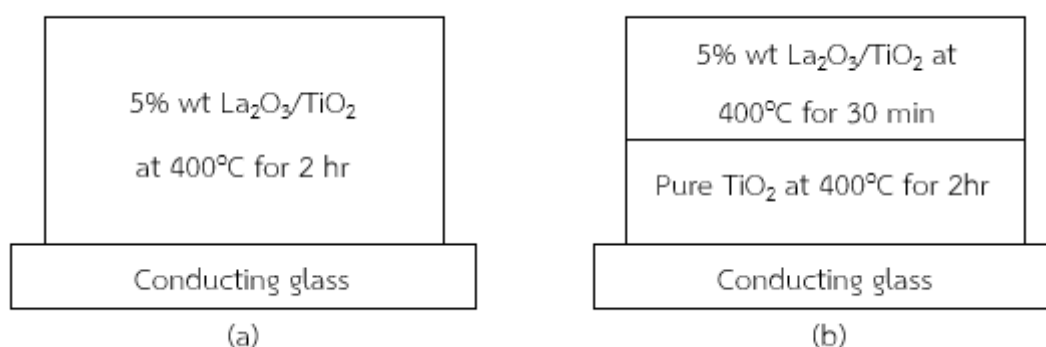 5% wt La₂O₃/TiO₂
at 400°C for 2 hr
Conducting glass
(a)
5% wt La₂O₃/TiO₂ at
400°C for 30 min
Pure TiO₂ at 400°C for 2hr
Conducting glass
(b)